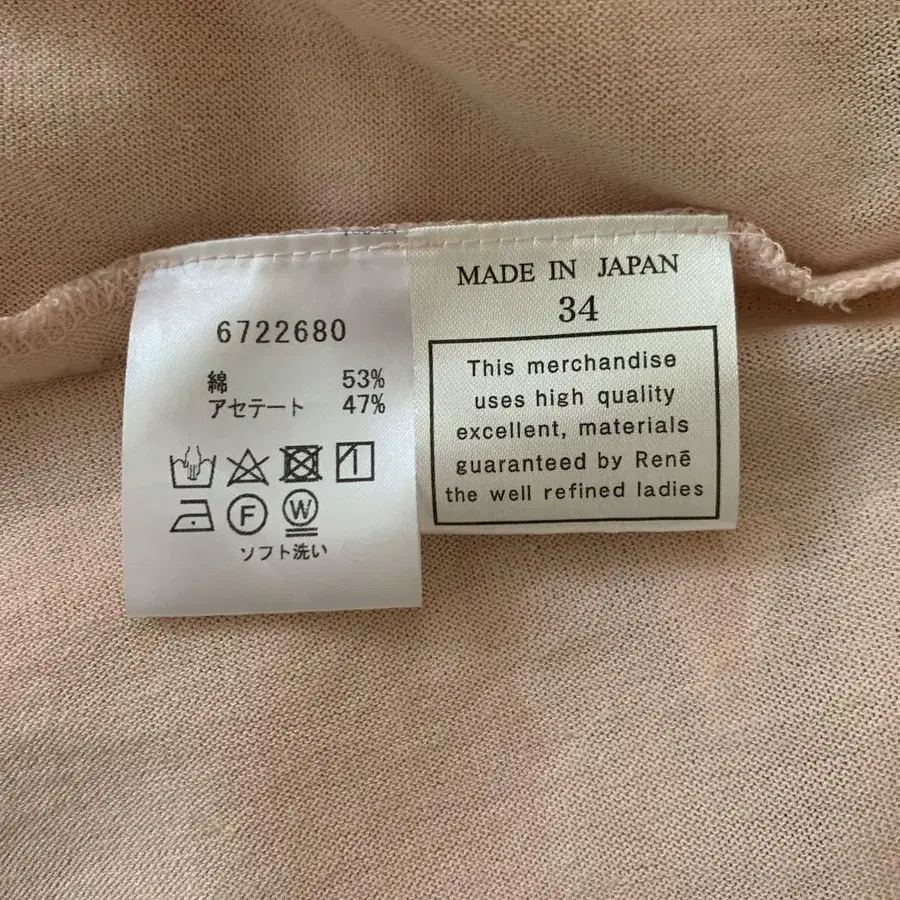 6722680
綿 53%
アセテート 47%
F W
ソフト洗い
MADE IN JAPAN
34
This merchandise
uses high quality
excellent, materials
guaranteed by René
the well refined ladies